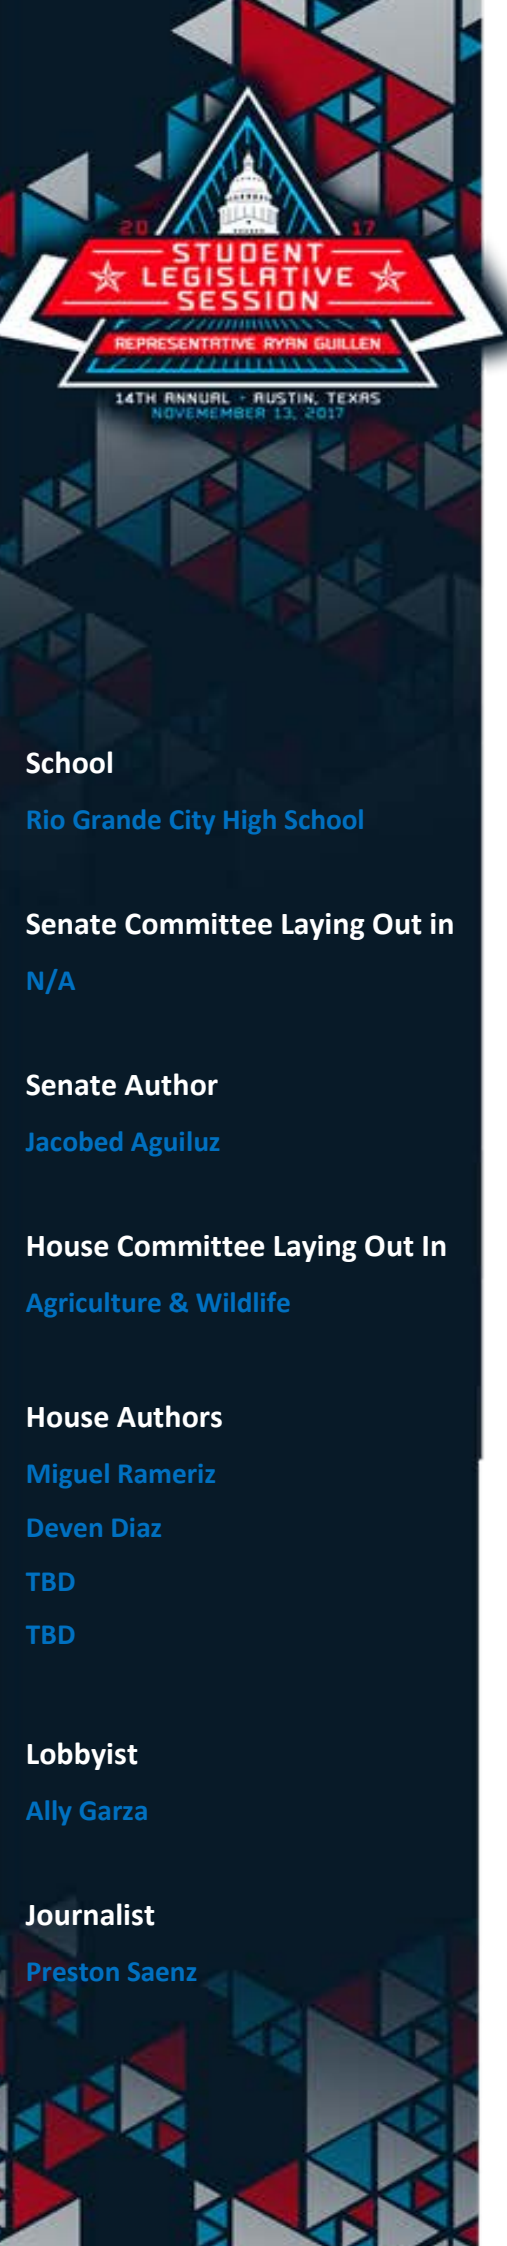 20 17
STUDENT
LEGISLATIVE
SESSION
REPRESENTATIVE RYAN GUILLEN
14TH ANNUAL - AUSTIN, TEXAS
NOVEMEMBER 13, 2017
School
Rio Grande City High School
Senate Committee Laying Out in
N/A
Senate Author
Jacobed Aguiluz
House Committee Laying Out In
Agriculture & Wildlife
House Authors
Miguel Rameriz
Deven Diaz
TBD
TBD
Lobbyist
Ally Garza
Journalist
Preston Saenz